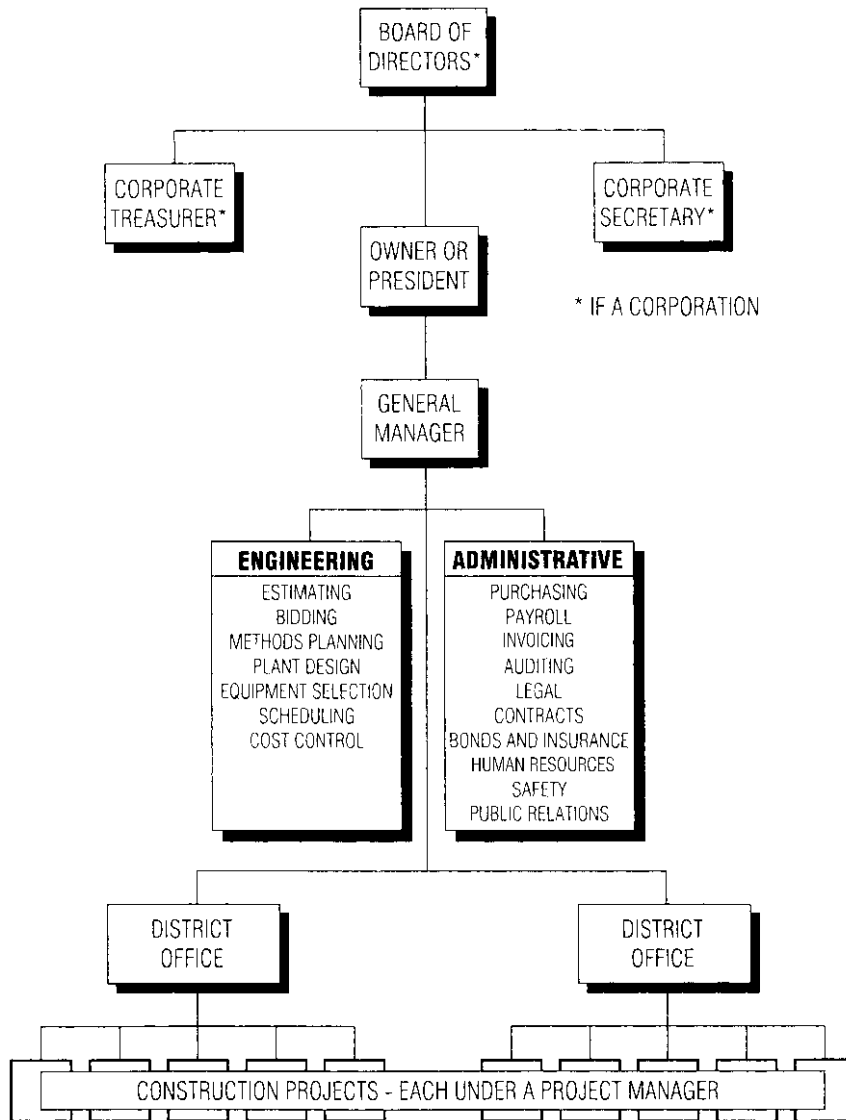 BOARD OF
DIRECTORS*
CORPORATE
TREASURER*
CORPORATE
SECRETARY*
OWNER OR
PRESIDENT
* IF A CORPORATION
GENERAL
MANAGER
ENGINEERING
ESTIMATING
BIDDING
METHODS PLANNING
PLANT DESIGN
EQUIPMENT SELECTION
SCHEDULING
COST CONTROL
ADMINISTRATIVE
PURCHASING
PAYROLL
INVOICING
AUDITING
LEGAL
CONTRACTS
BONDS AND INSURANCE
HUMAN RESOURCES
SAFETY
PUBLIC RELATIONS
DISTRICT
OFFICE
DISTRICT
OFFICE
CONSTRUCTION PROJECTS - EACH UNDER A PROJECT MANAGER